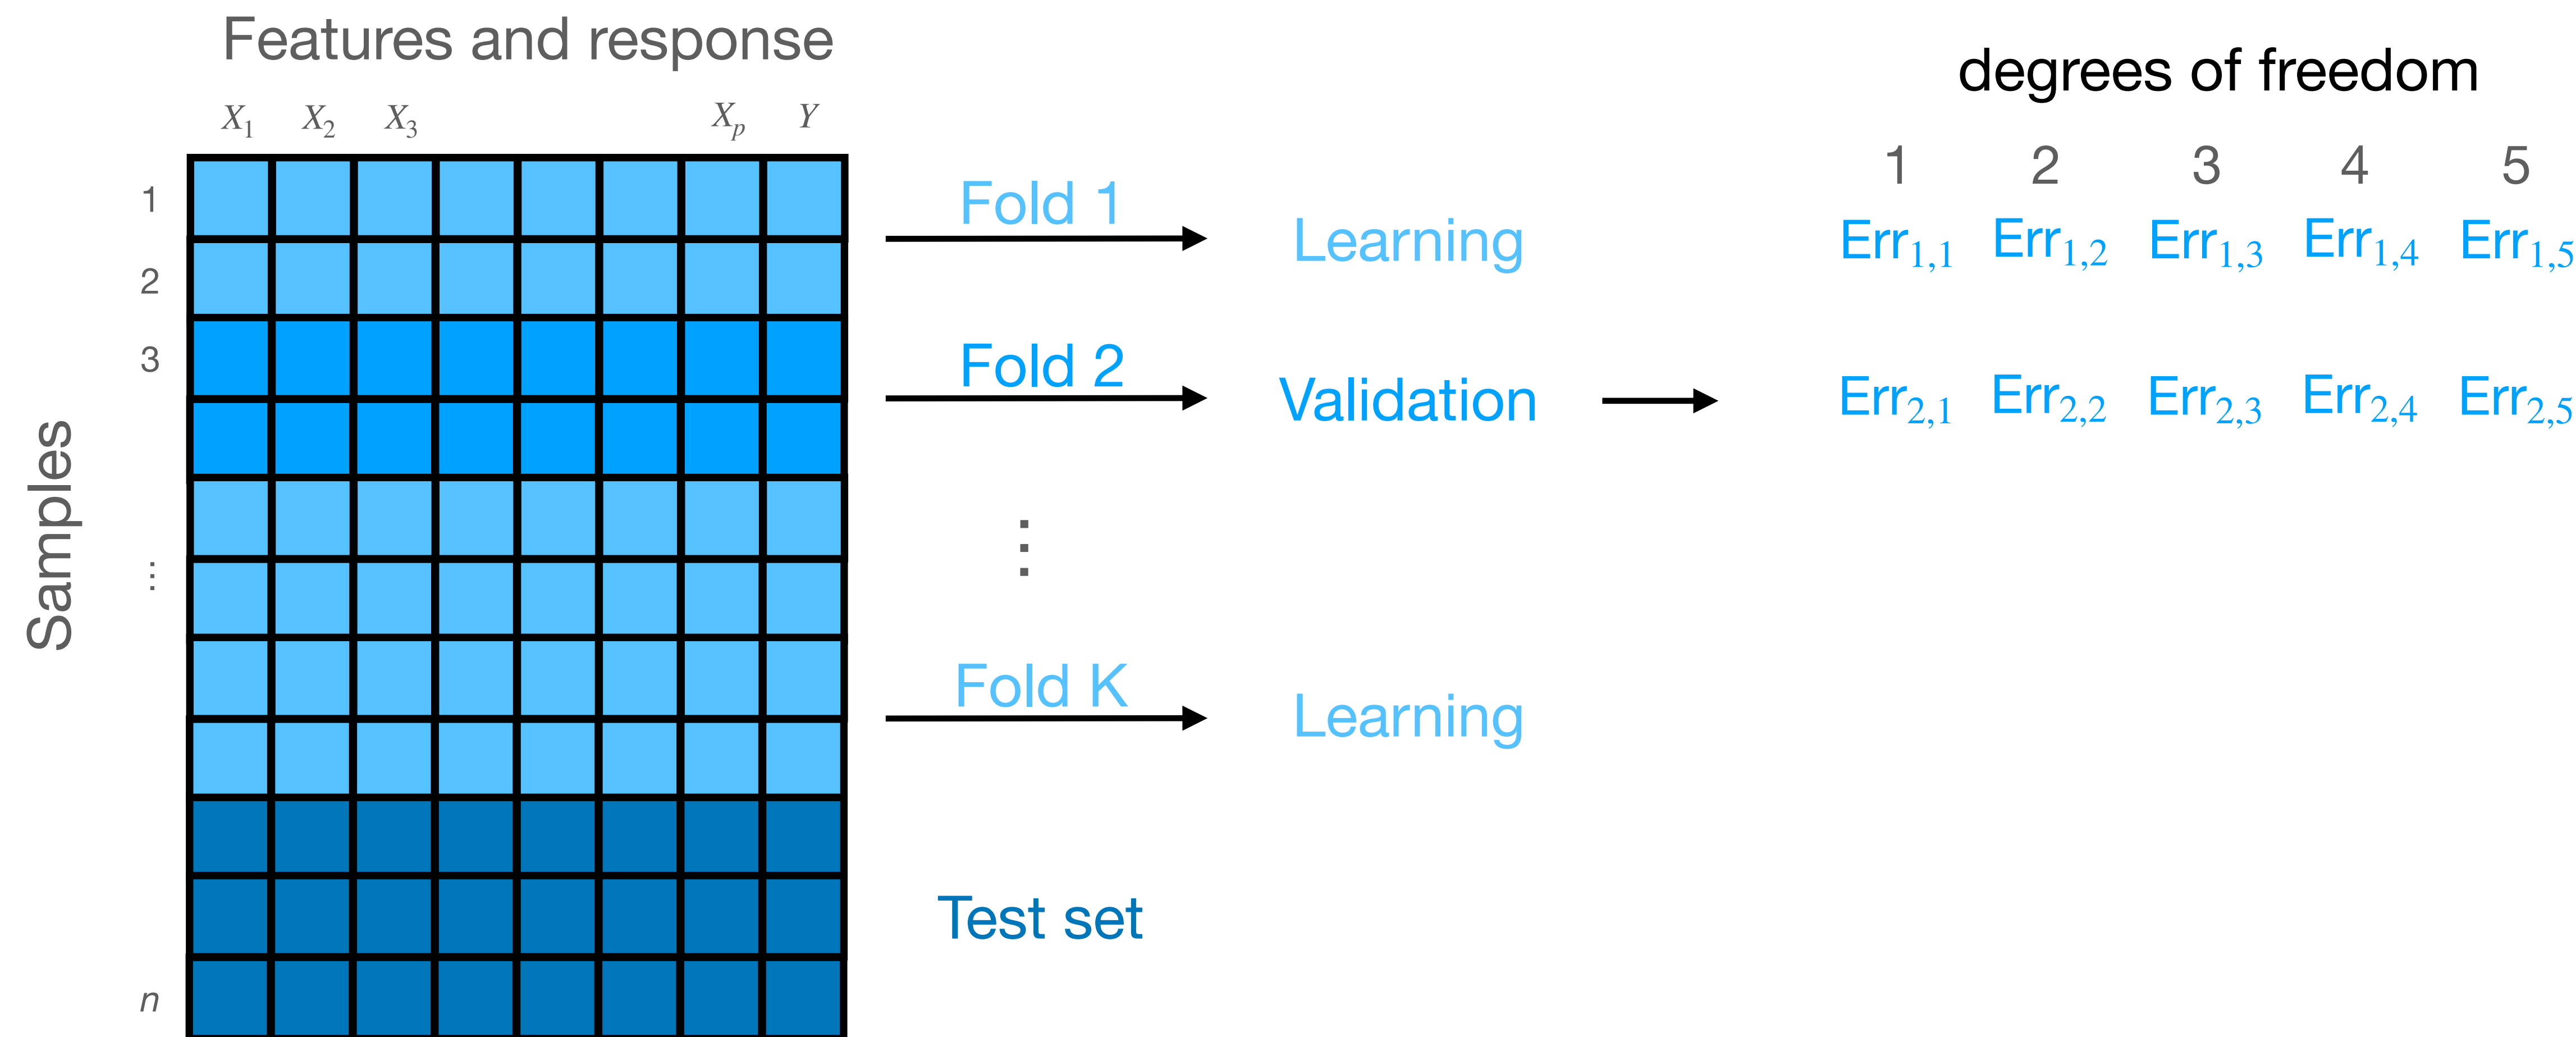 Features and response
X₁ X₂ X₃ Xₚ Y
Samples
1
2
3
⋮
n
Fold 1
Learning
Fold 2
Validation
⋮
Fold K
Learning
Test set
degrees of freedom
1 2 3 4 5
Err₁,₁ Err₁,₂ Err₁,₃ Err₁,₄ Err₁,₅
Err₂,₁ Err₂,₂ Err₂,₃ Err₂,₄ Err₂,₅